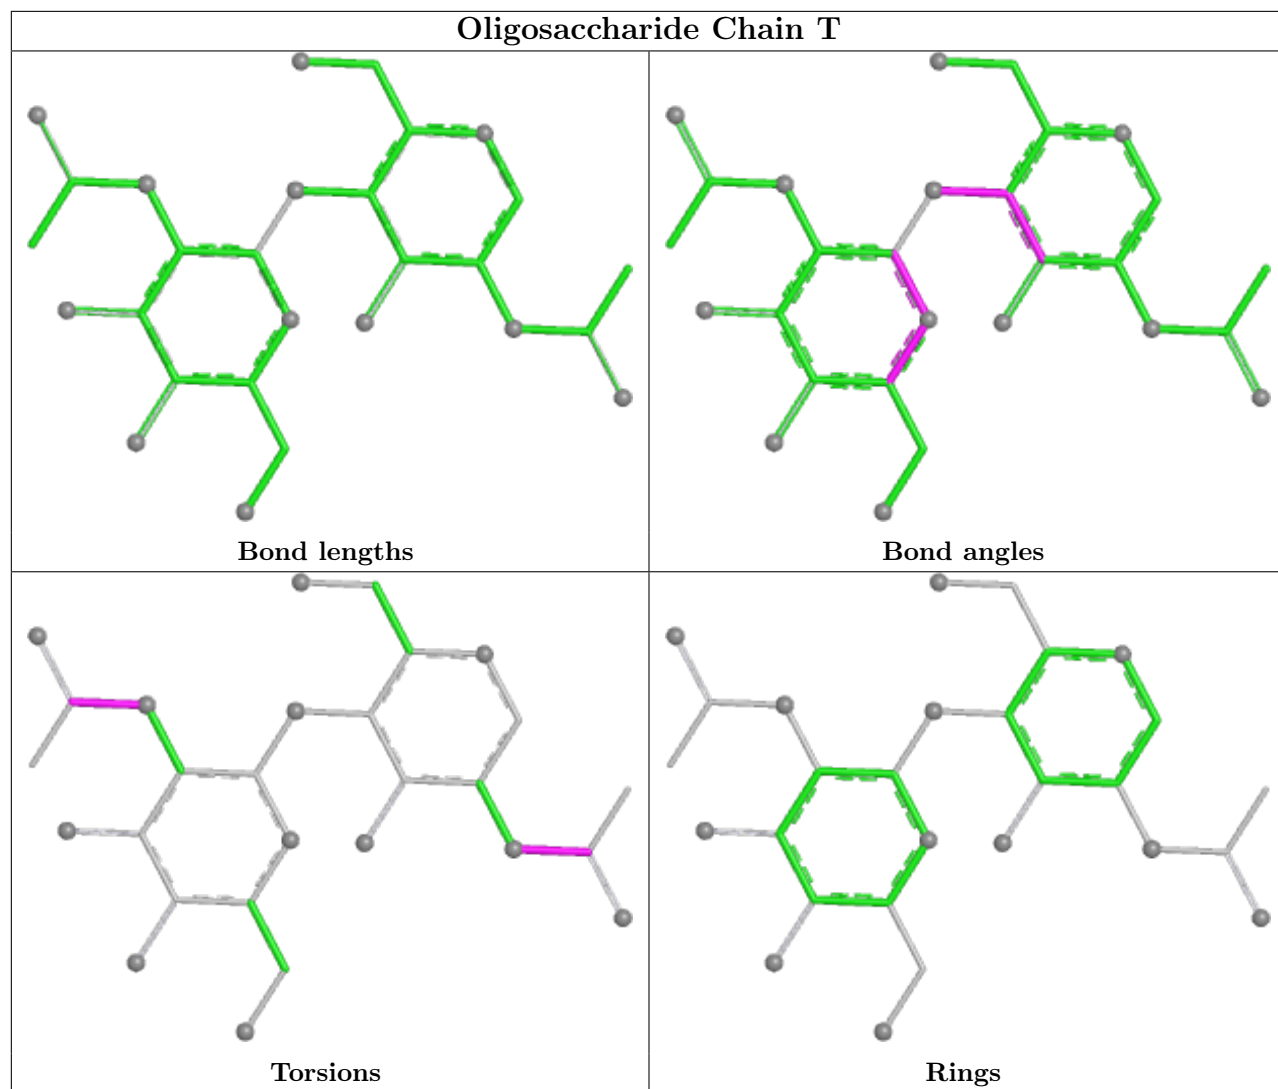 Oligosaccharide Chain T
Bond lengths
Bond angles
Torsions
Rings